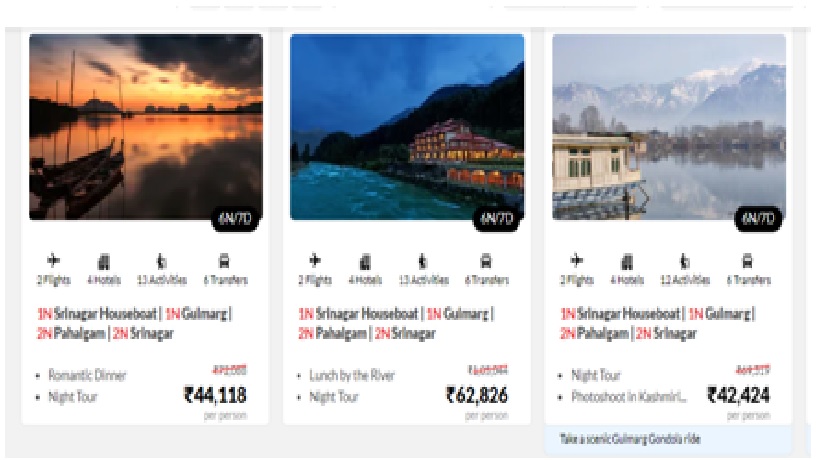 6N/7D
2 Flights 4 Hotels 13 Activities 6 Transfers
1N Srinagar Houseboat | 1N Gulmarg |
2N Pahalgam | 2N Srinagar
• Romantic Dinner
• Night Tour ₹44,118
per person
6N/7D
2 Flights 4 Hotels 13 Activities 6 Transfers
1N Srinagar Houseboat | 1N Gulmarg |
2N Pahalgam | 2N Srinagar
• Lunch by the River
• Night Tour ₹62,826
per person
6N/7D
2 Flights 4 Hotels 12 Activities 6 Transfers
1N Srinagar Houseboat | 1N Gulmarg |
2N Pahalgam | 2N Srinagar
• Night Tour
• Photoshoot in Kashmiri... ₹42,424
per person
Take a scenic Gulmarg Gondola ride